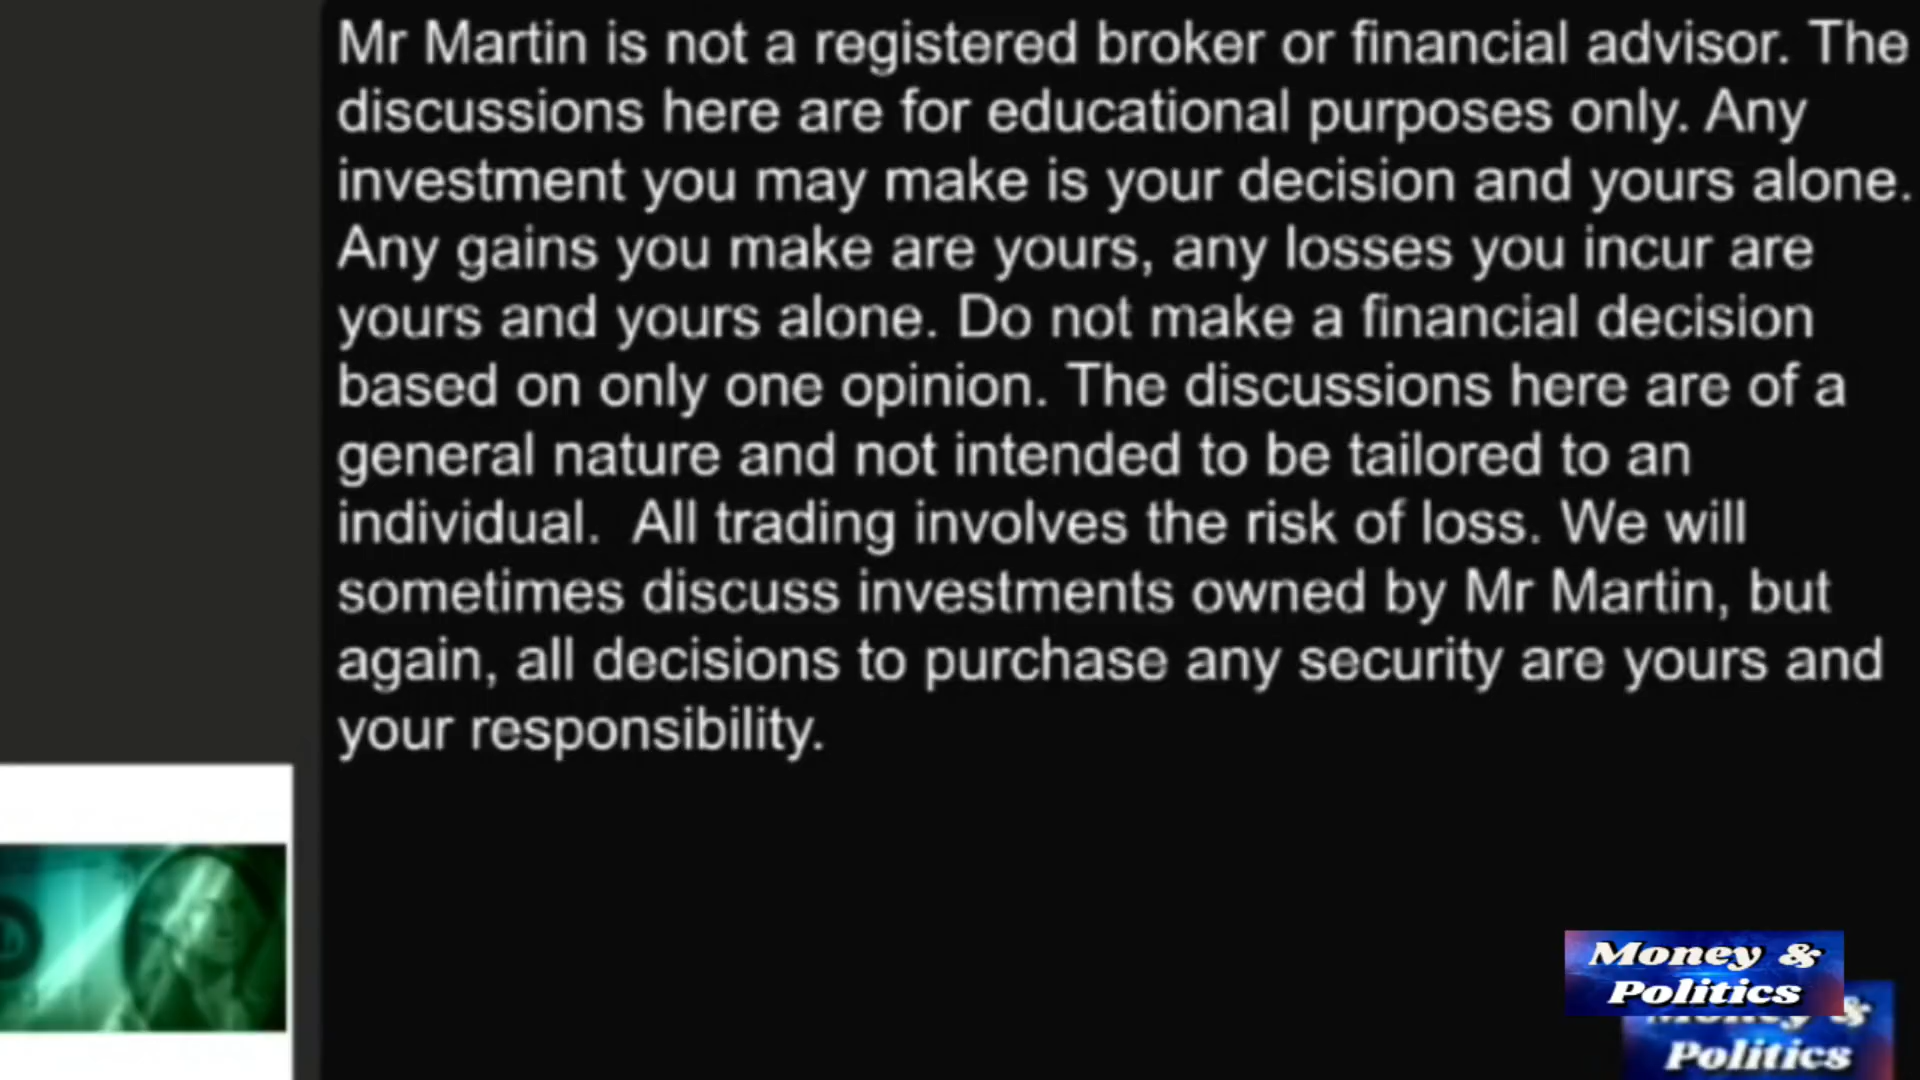 Mr Martin is not a registered broker or financial advisor. The
discussions here are for educational purposes only. Any
investment you may make is your decision and yours alone.
Any gains you make are yours, any losses you incur are
yours and yours alone. Do not make a financial decision
based on only one opinion. The discussions here are of a
general nature and not intended to be tailored to an
individual.  All trading involves the risk of loss. We will
sometimes discuss investments owned by Mr Martin, but
again, all decisions to purchase any security are yours and
your responsibility.
Money &
Politics
Money &
Politics